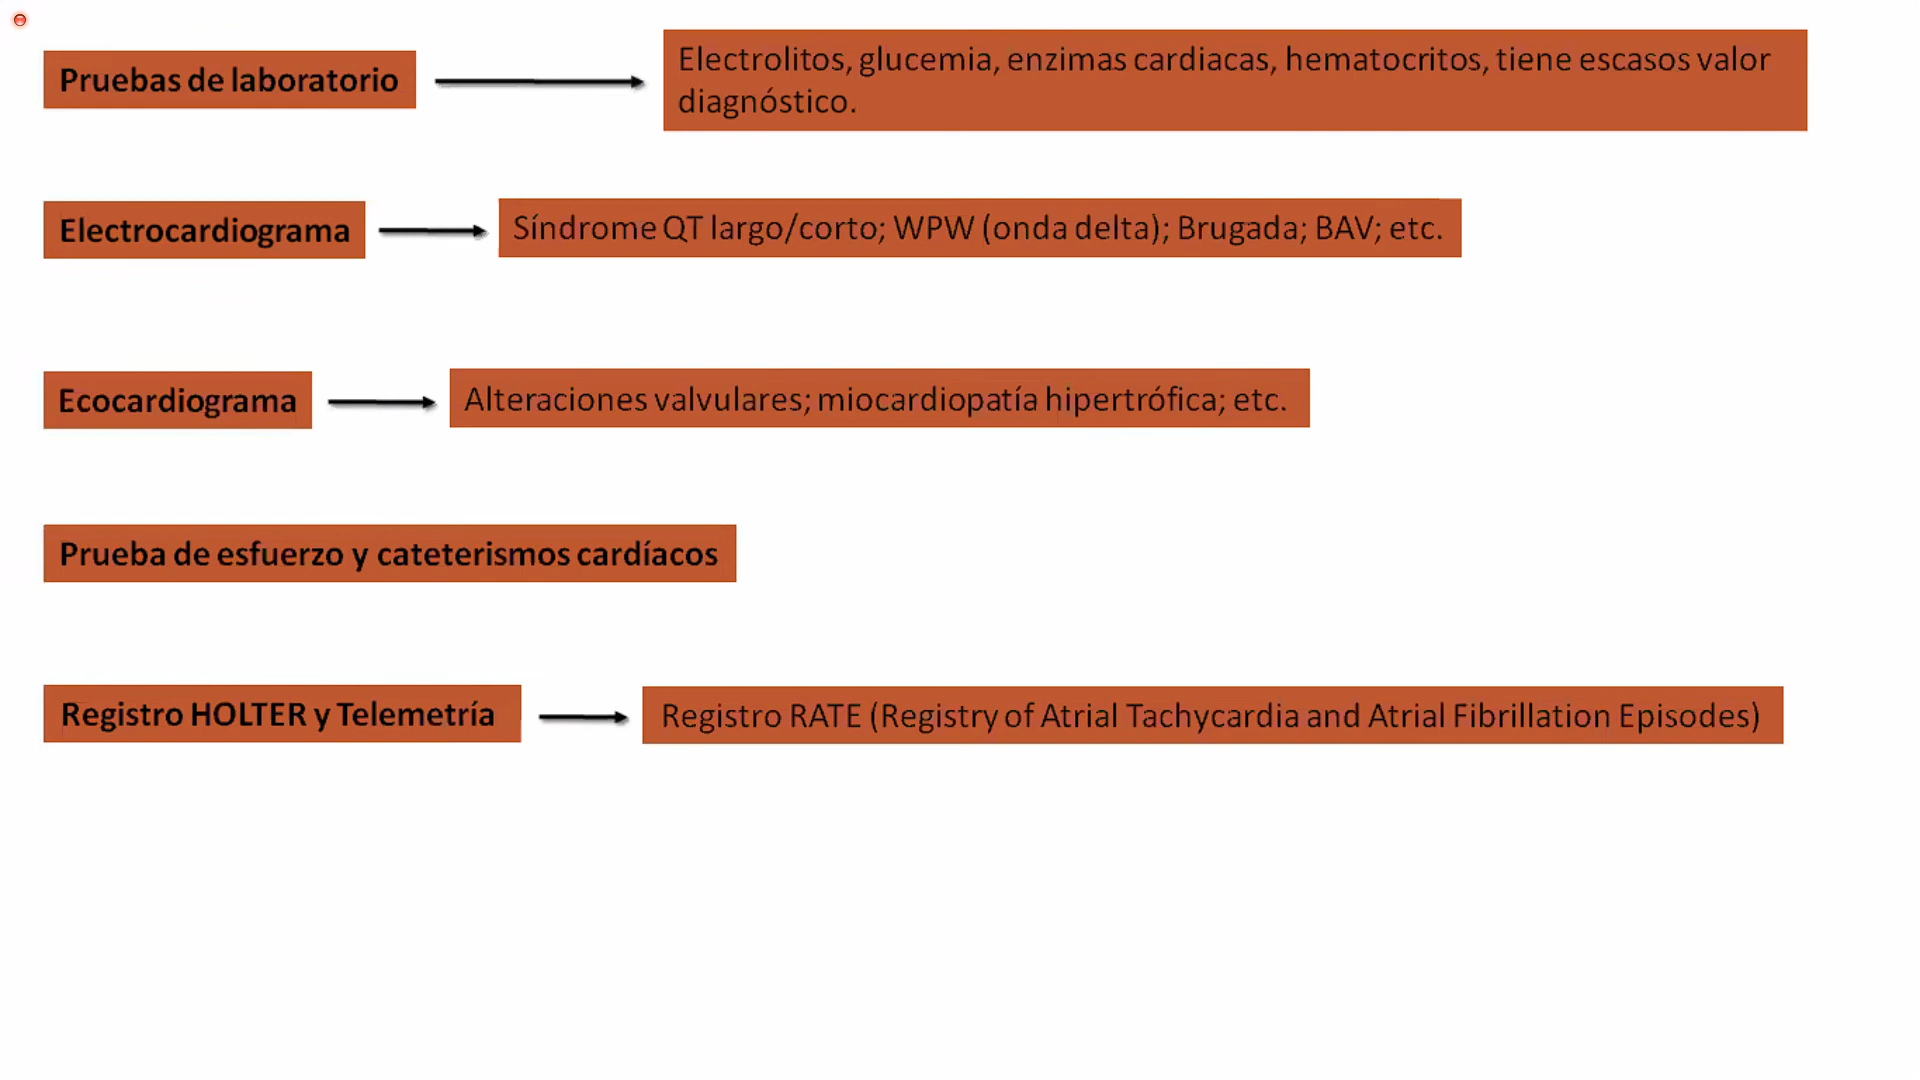 Pruebas de laboratorio
Electrolitos, glucemia, enzimas cardiacas, hematocritos, tiene escasos valor
diagnóstico.
Electrocardiograma
Síndrome QT largo/corto; WPW (onda delta); Brugada; BAV; etc.
Ecocardiograma
Alteraciones valvulares; miocardiopatía hipertrófica; etc.
Prueba de esfuerzo y cateterismos cardíacos
Registro HOLTER y Telemetría
Registro RATE (Registry of Atrial Tachycardia and Atrial Fibrillation Episodes)